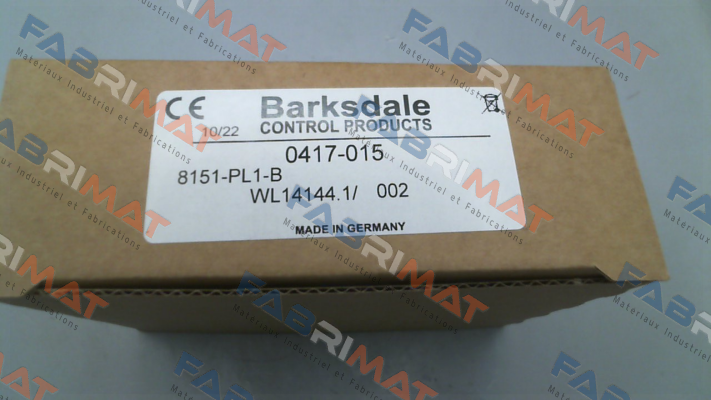 CE
Barksdale
10/22 CONTROL PRODUCTS
0417-015
8151-PL1-B
WL14144.1/ 002
MADE IN GERMANY
FABRIMAT
Materiaux Industriel et Fabrications